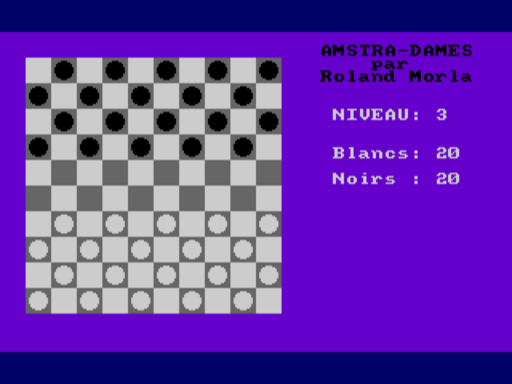 AMSTRA-DAMES
par
Roland Morla
NIVEAU: 3
Blancs: 20
Noirs : 20